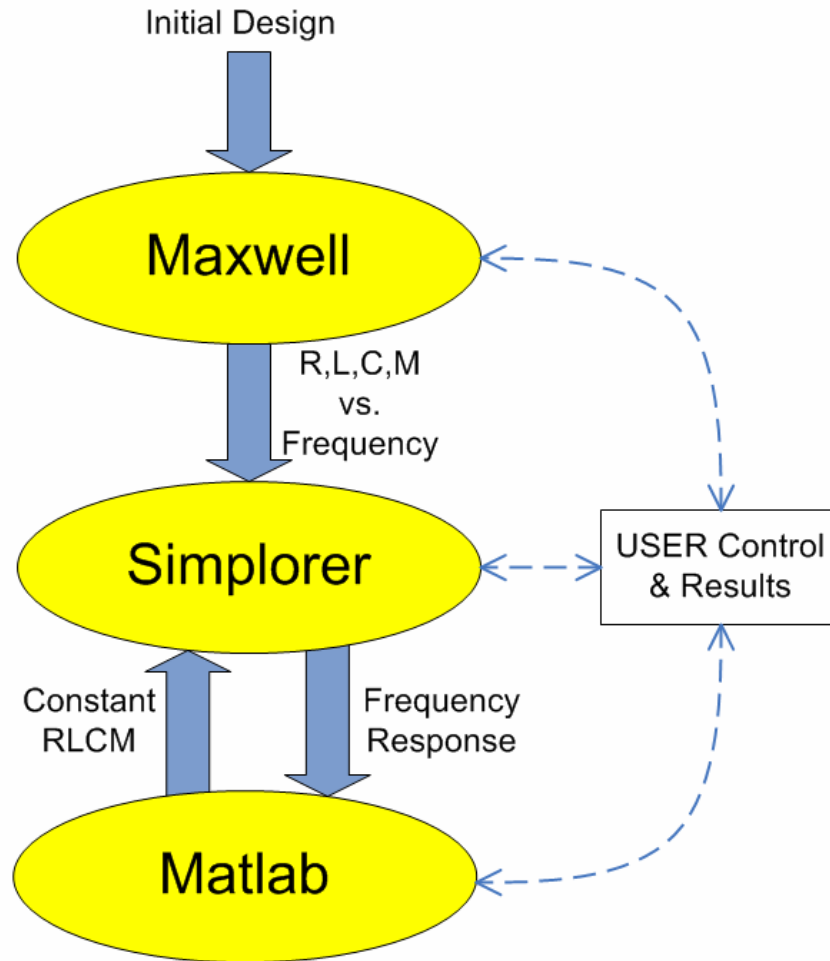 Initial Design
Maxwell
R,L,C,M
vs.
Frequency
Simplorer
USER Control
& Results
Constant
RLCM
Frequency
Response
Matlab